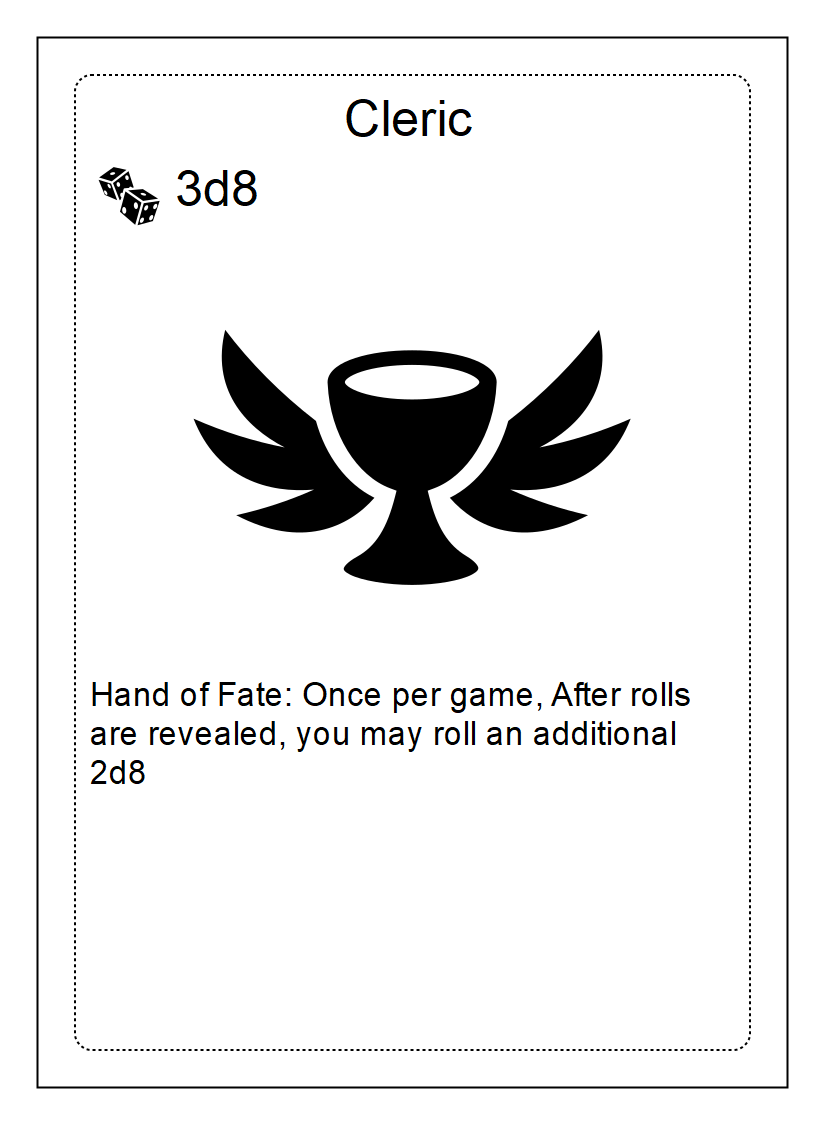 Cleric
3d8
Hand of Fate: Once per game, After rolls
are revealed, you may roll an additional
2d8